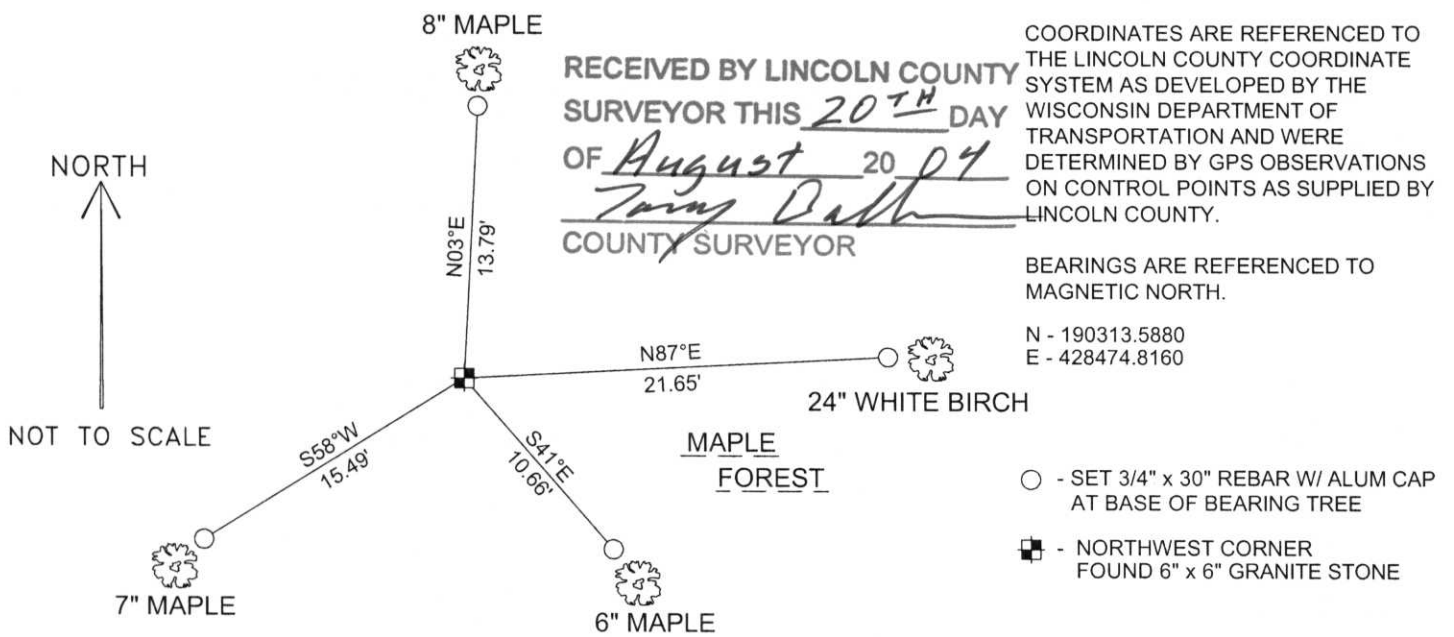 8" MAPLE
RECEIVED BY LINCOLN COUNTY
SURVEYOR THIS 20TH DAY
OF August 20 04
COUNTY SURVEYOR
COORDINATES ARE REFERENCED TO
THE LINCOLN COUNTY COORDINATE
SYSTEM AS DEVELOPED BY THE
WISCONSIN DEPARTMENT OF
TRANSPORTATION AND WERE
DETERMINED BY GPS OBSERVATIONS
ON CONTROL POINTS AS SUPPLIED BY
LINCOLN COUNTY.
BEARINGS ARE REFERENCED TO
MAGNETIC NORTH.
N - 190313.5880
E - 428474.8160
NORTH
NOT TO SCALE
N03°E
13.79'
N87°E
21.65'
24" WHITE BIRCH
S58°W
15.49'
S41°E
10.66'
MAPLE
FOREST
7" MAPLE
6" MAPLE
- SET 3/4" x 30" REBAR W/ ALUM CAP
AT BASE OF BEARING TREE
- NORTHWEST CORNER
FOUND 6" x 6" GRANITE STONE